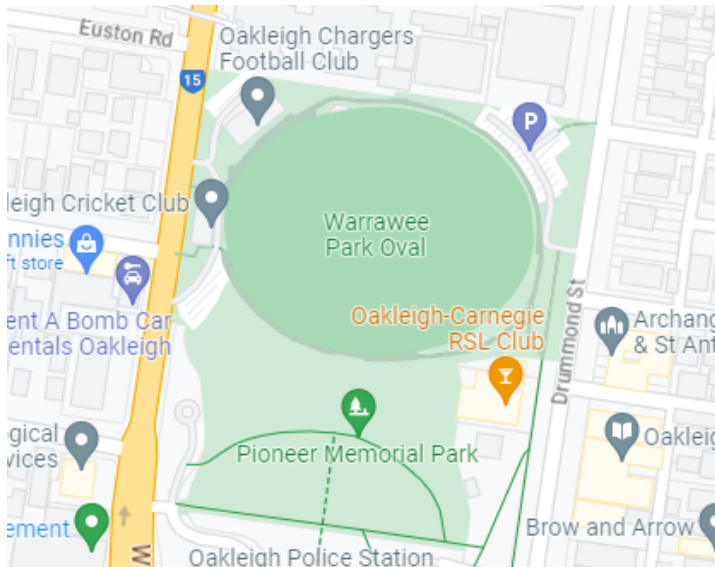 Euston Rd
Oakleigh Chargers
Football Club
15
P
leigh Cricket Club
Warrawee
Park Oval
nnies
ft store
ent A Bomb Car
entals Oakleigh
Oakleigh-Carnegie
RSL Club
Drummond St
Archang
& St Ant
ogical
vices
Pioneer Memorial Park
Oakleig
ement
W
Brow and Arrow
Oakleigh Police Station